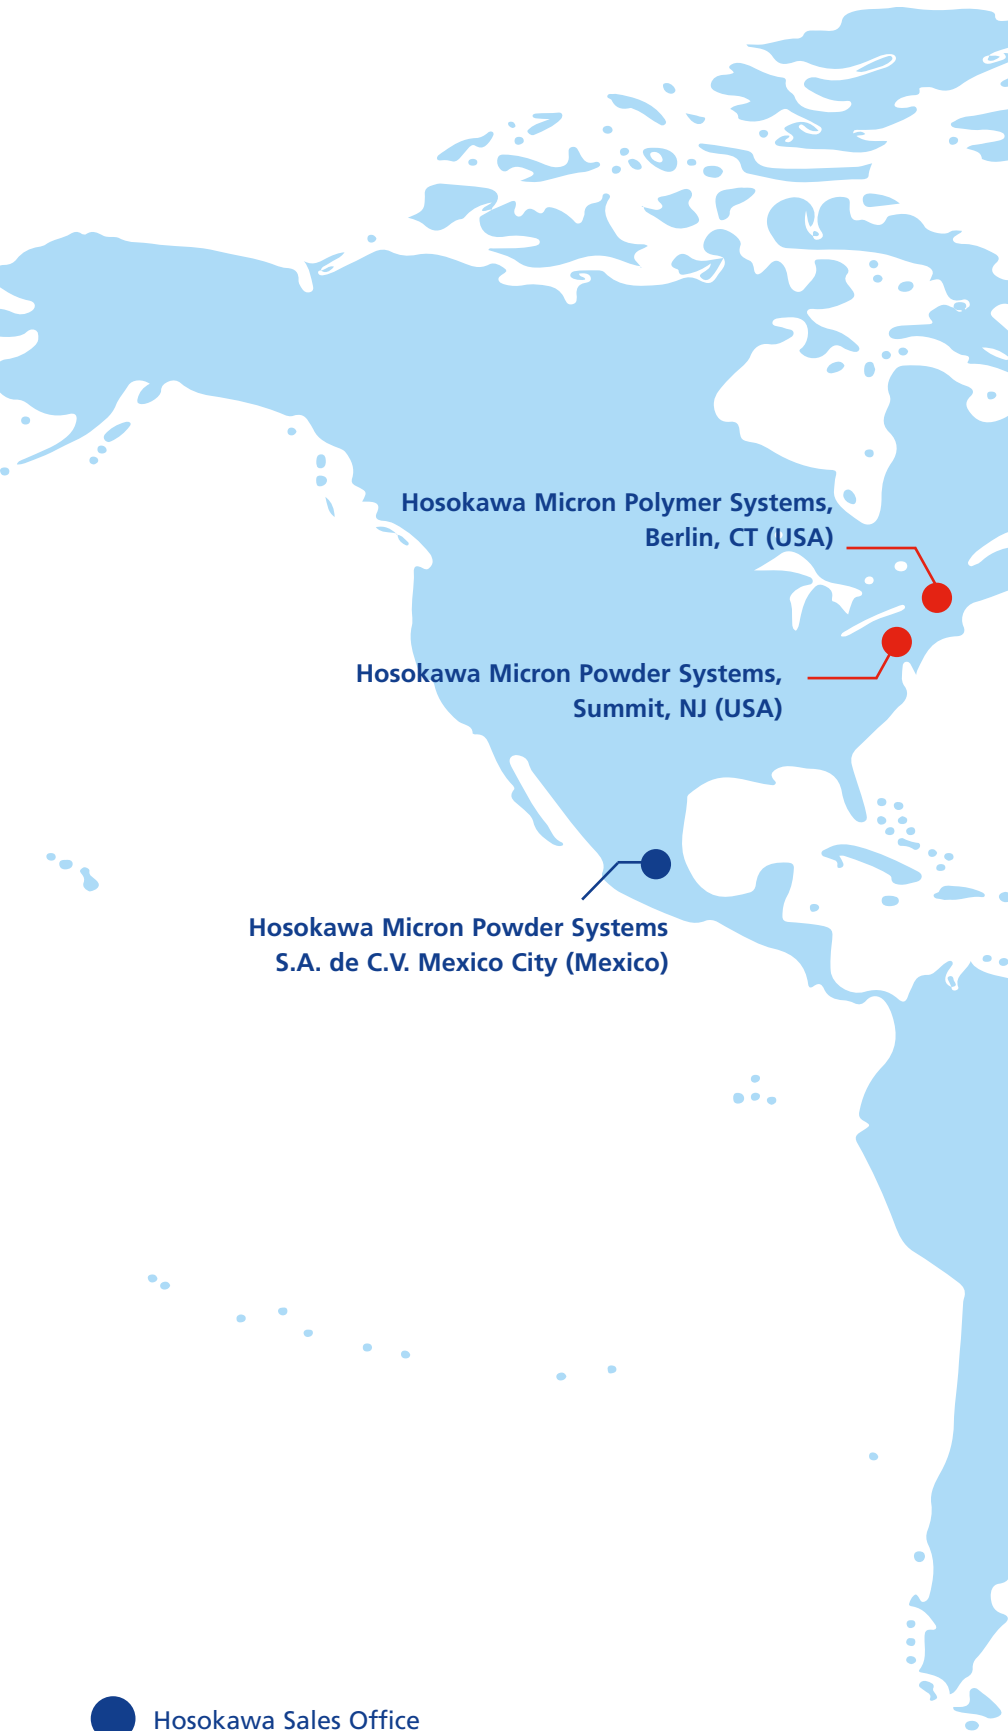 Hosokawa Micron Polymer Systems,
Berlin, CT (USA)
Hosokawa Micron Powder Systems,
Summit, NJ (USA)
Hosokawa Micron Powder Systems
S.A. de C.V. Mexico City (Mexico)
Hosokawa Sales Office